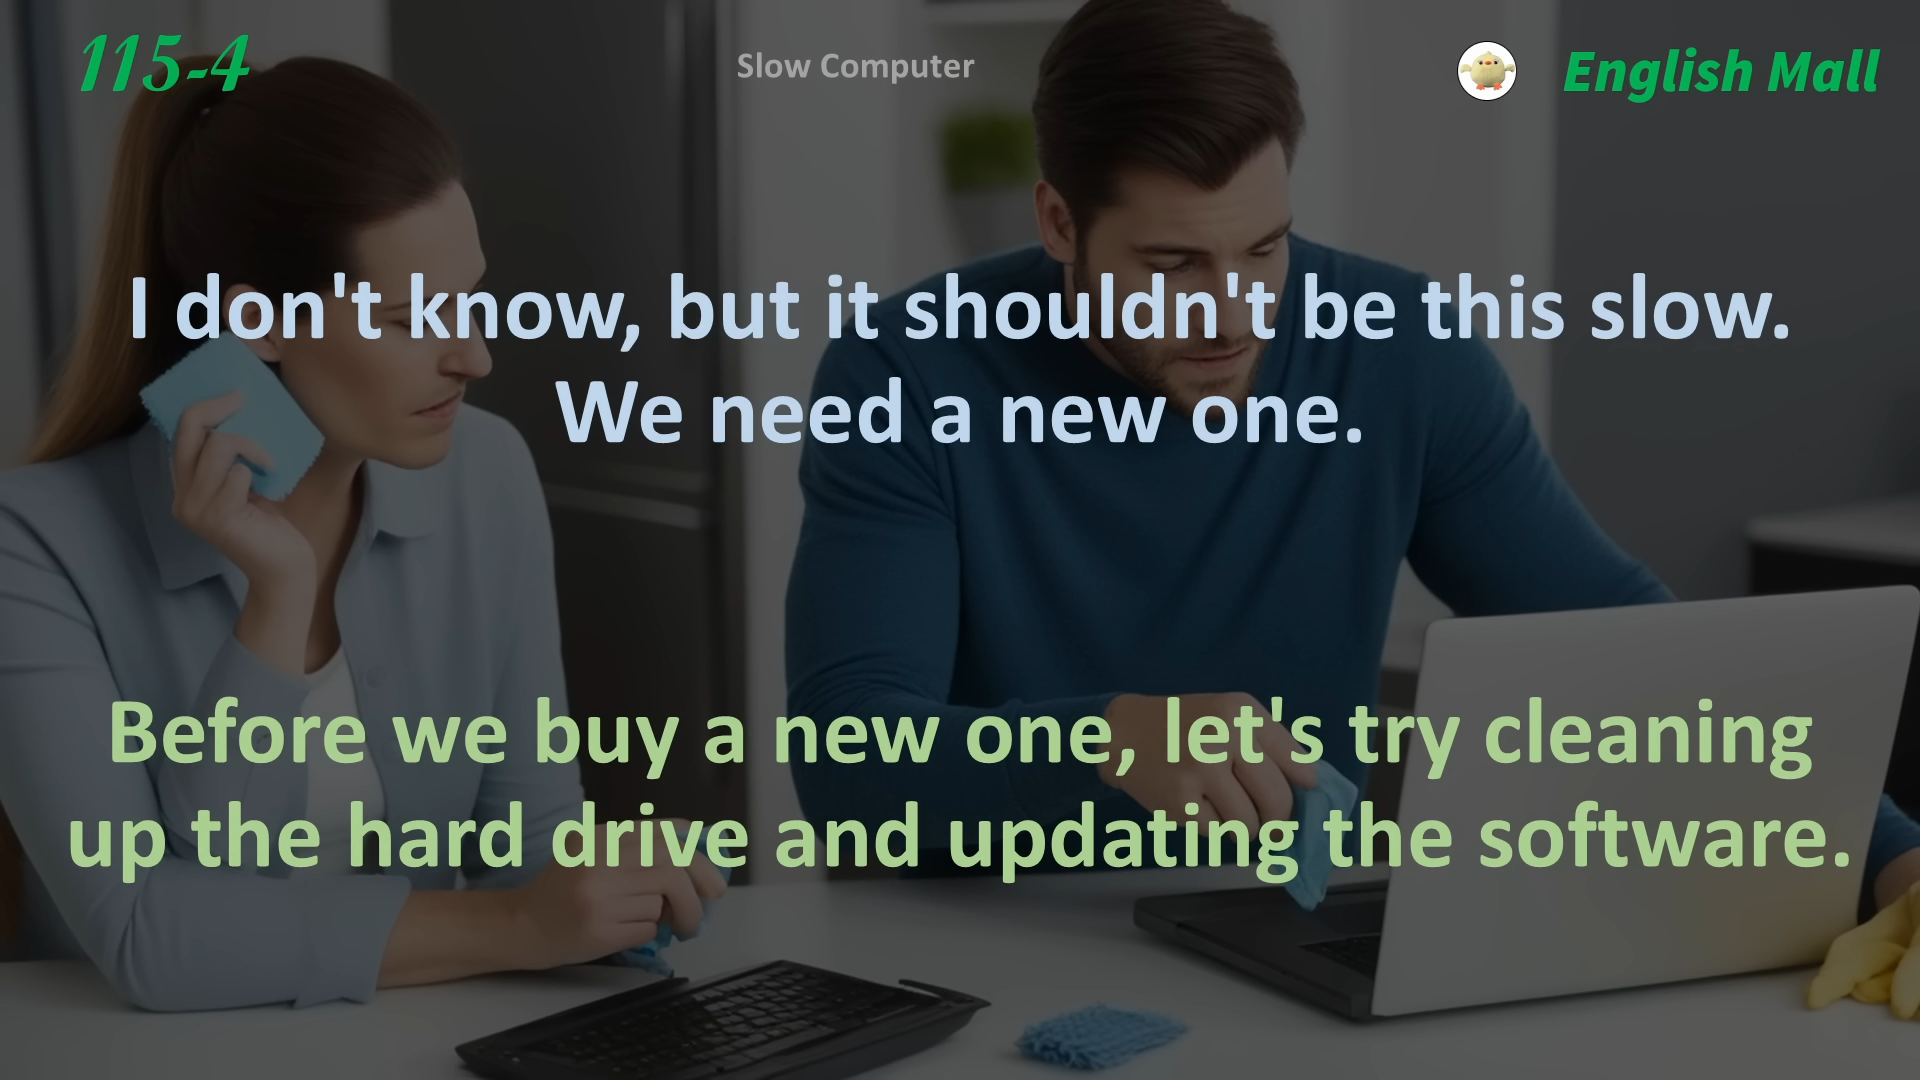 115-4
Slow Computer
English Mall
I don't know, but it shouldn't be this slow.
We need a new one.
Before we buy a new one, let's try cleaning
up the hard drive and updating the software.